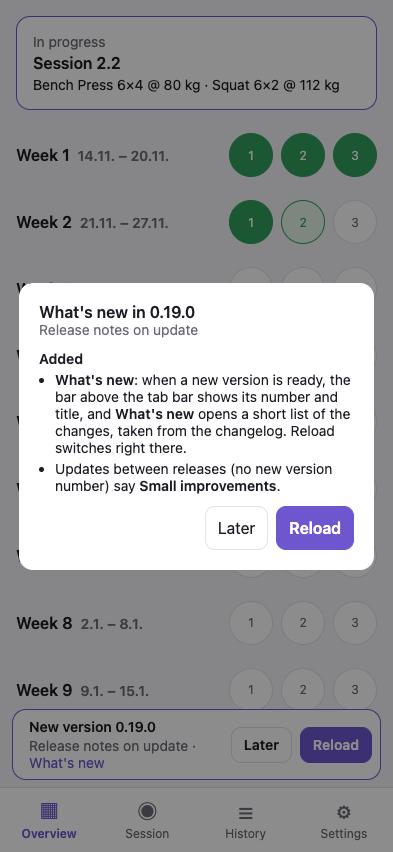 In progress
Session 2.2
Bench Press 6×4 @ 80 kg · Squat 6×2 @ 112 kg
Week 1 14.11. – 20.11. 1 2 3
Week 2 21.11. – 27.11. 1 2 3
What's new in 0.19.0
Release notes on update
Added
• What's new: when a new version is ready, the
bar above the tab bar shows its number and
title, and What's new opens a short list of the
changes, taken from the changelog. Reload
switches right there.
• Updates between releases (no new version
number) say Small improvements.
Later Reload
Week 8 2.1. – 8.1. 1 2 3
Week 9 9.1. – 15.1. 1 2 3
New version 0.19.0
Release notes on update ·
What's new
Later Reload
Overview Session History Settings